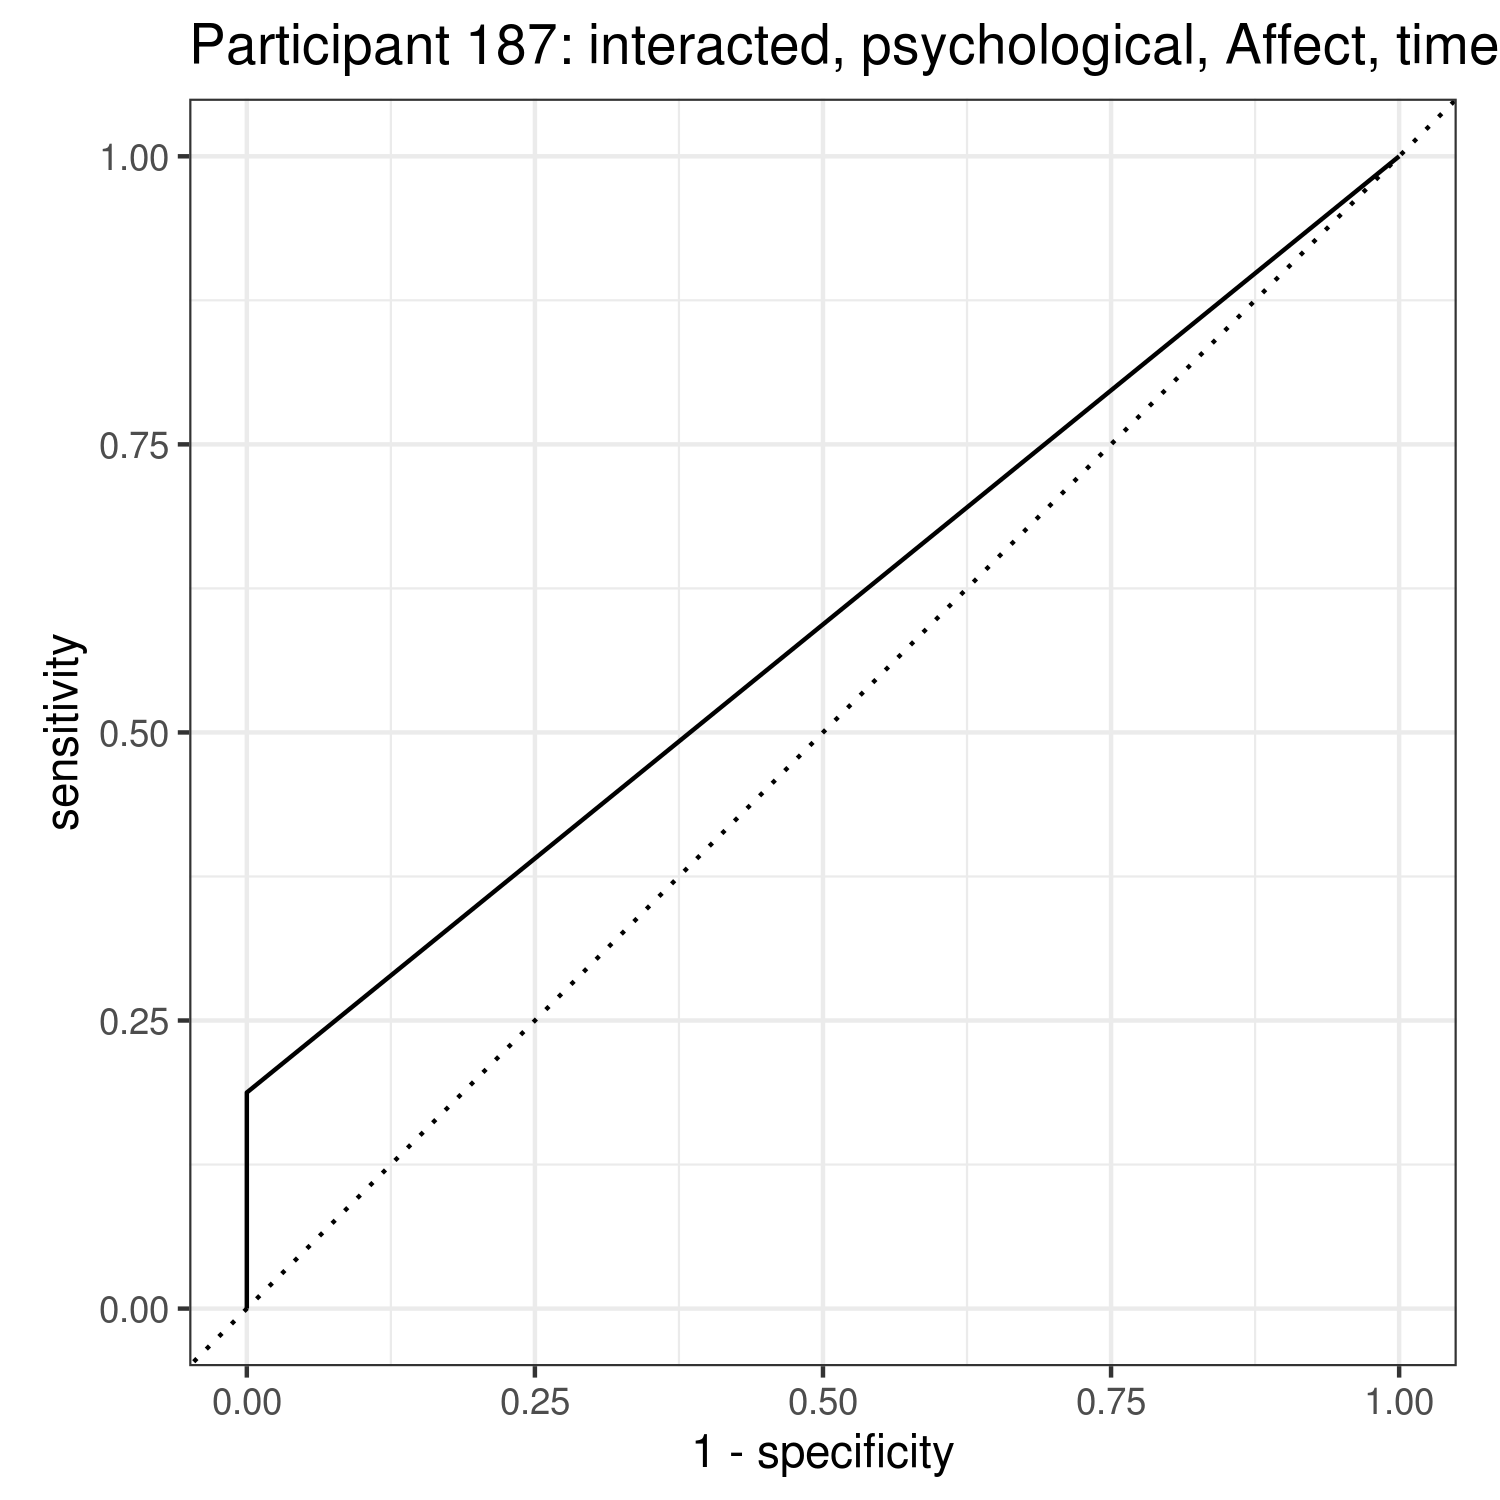 Participant 187: interacted, psychological, Affect, time
1.00
0.75
0.50
0.25
0.00
sensitivity
0.00 0.25 0.50 0.75 1.00
1 - specificity